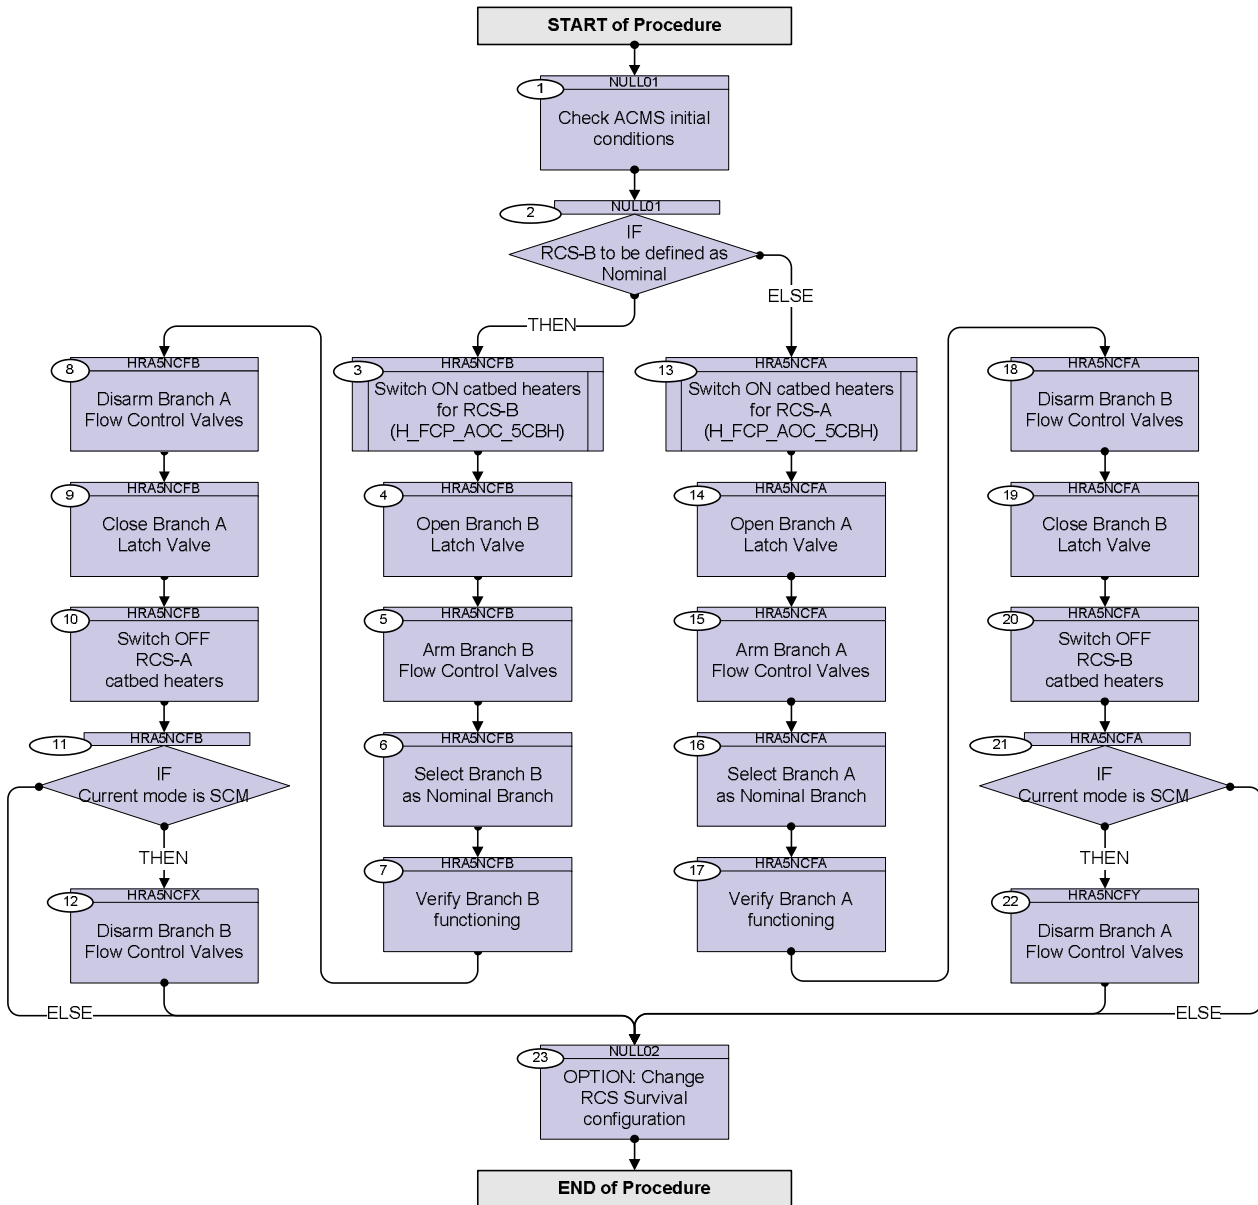 START of Procedure
NULL01
1
Check ACMS initial
conditions
NULL01
2
IF
RCS-B to be defined as
Nominal
ELSE
THEN
HRA5NCFB
8
Disarm Branch A
Flow Control Valves
HRA5NCFB
9
Close Branch A
Latch Valve
HRA5NCFB
10
Switch OFF
RCS-A
catbed heaters
HRA5NCFB
11
IF
Current mode is SCM
THEN
HRA5NCFX
12
Disarm Branch B
Flow Control Valves
ELSE
HRA5NCFB
3
Switch ON catbed heaters
for RCS-B
(H_FCP_AOC_5CBH)
HRA5NCFB
4
Open Branch B
Latch Valve
HRA5NCFB
5
Arm Branch B
Flow Control Valves
HRA5NCFB
6
Select Branch B
as Nominal Branch
HRA5NCFB
7
Verify Branch B
functioning
HRA5NCFA
13
Switch ON catbed heaters
for RCS-A
(H_FCP_AOC_5CBH)
HRA5NCFA
14
Open Branch A
Latch Valve
HRA5NCFA
15
Arm Branch A
Flow Control Valves
HRA5NCFA
16
Select Branch A
as Nominal Branch
HRA5NCFA
17
Verify Branch A
functioning
HRA5NCFA
18
Disarm Branch B
Flow Control Valves
HRA5NCFA
19
Close Branch B
Latch Valve
HRA5NCFA
20
Switch OFF
RCS-B
catbed heaters
HRA5NCFA
21
IF
Current mode is SCM
THEN
HRA5NCFY
22
Disarm Branch A
Flow Control Valves
ELSE
NULL02
23
OPTION: Change
RCS Survival
configuration
END of Procedure